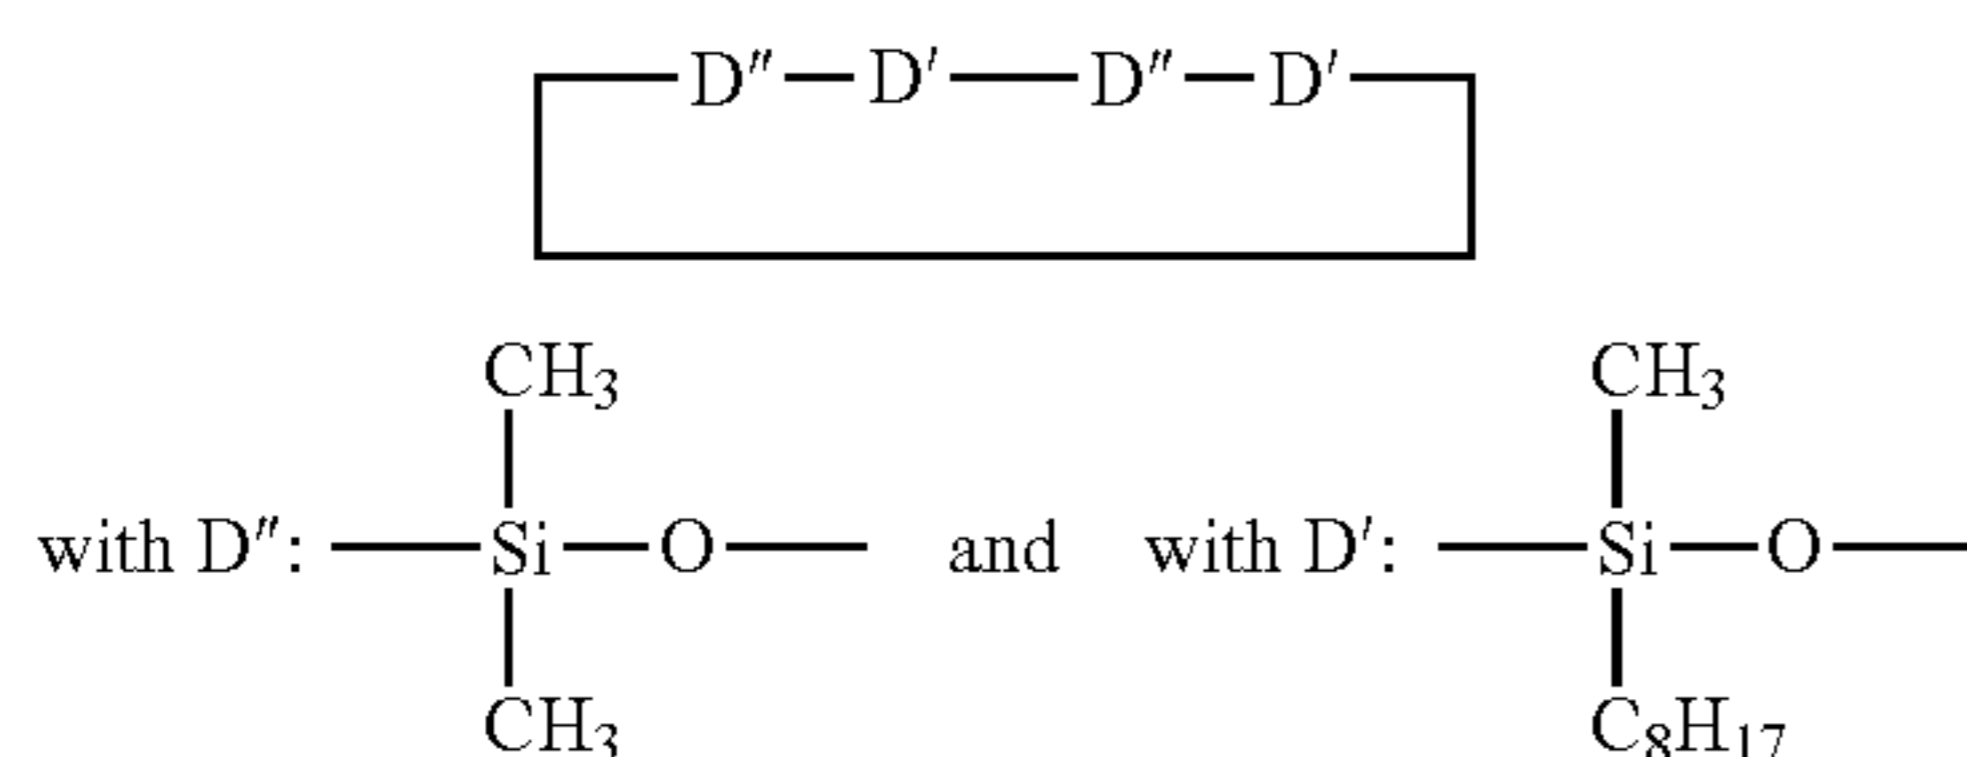 D″—D′—D″—D′
CH₃ CH₃
with D″: —Si—O— and with D′: —Si—O—
CH₃ C₈H₁₇